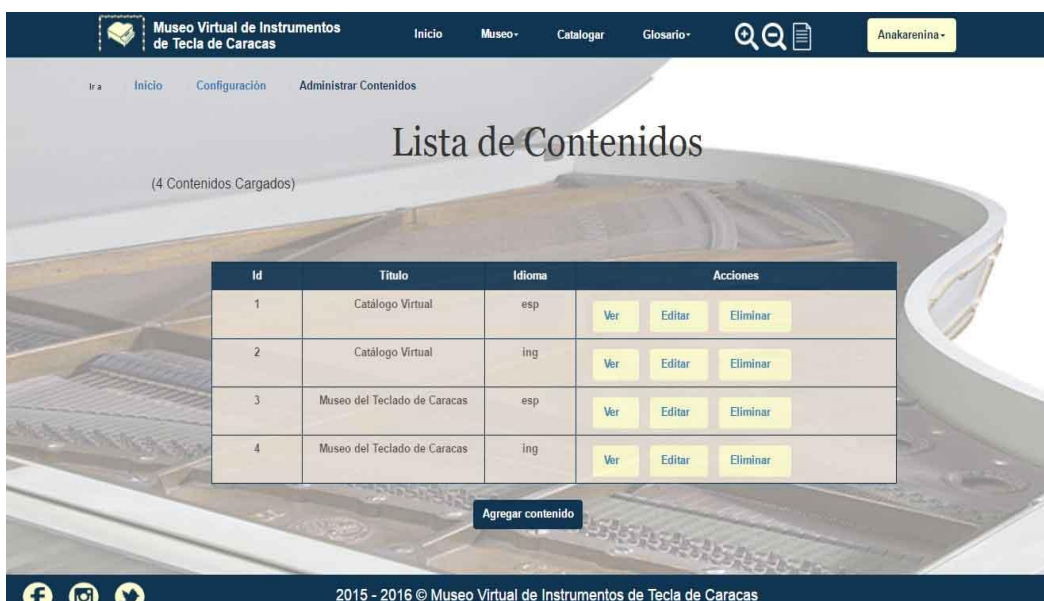 Museo Virtual de Instrumentos
de Tecla de Caracas
Inicio Museo Catalogar Glosario Anakarenina
Ir a Inicio Configuración Administrar Contenidos
Lista de Contenidos
(4 Contenidos Cargados)
Id Título Idioma Acciones
1 Catálogo Virtual esp Ver Editar Eliminar
2 Catálogo Virtual ing Ver Editar Eliminar
3 Museo del Teclado de Caracas esp Ver Editar Eliminar
4 Museo del Teclado de Caracas ing Ver Editar Eliminar
Agregar contenido
2015 - 2016 © Museo Virtual de Instrumentos de Tecla de Caracas